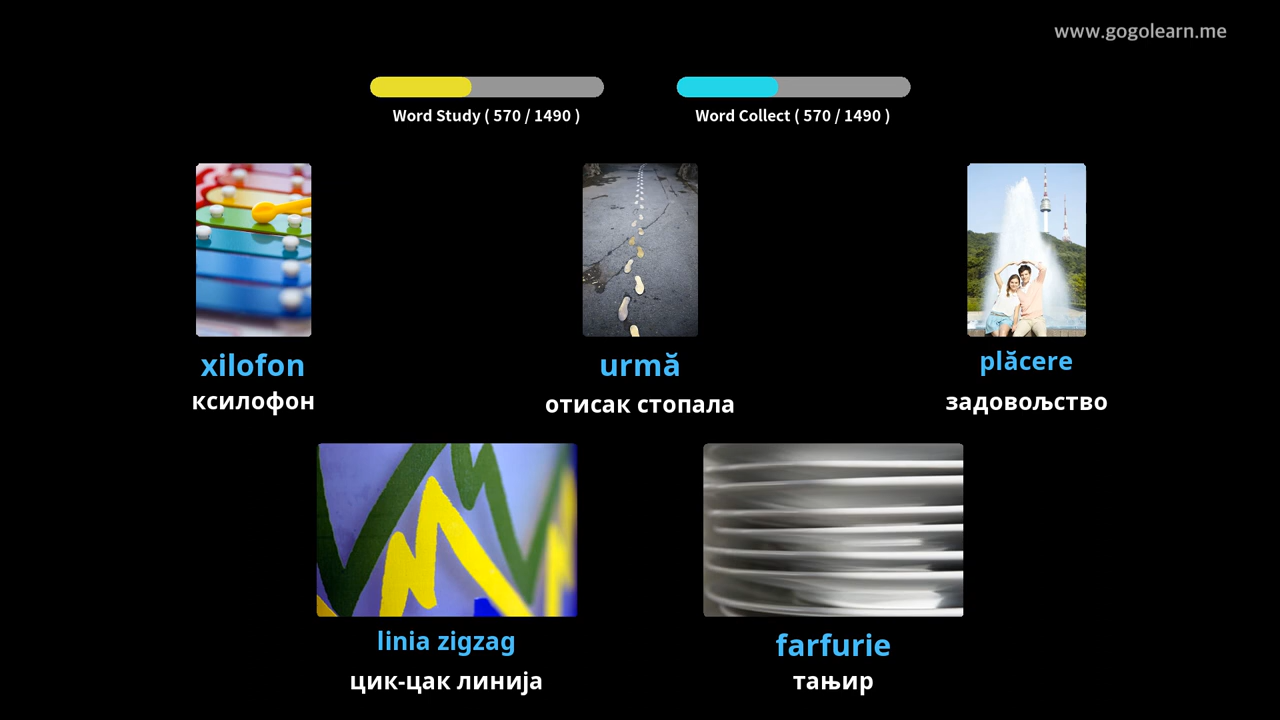 www.gogolearn.me
Word Study ( 570 / 1490 )
Word Collect ( 570 / 1490 )
xilofon
ксилофон
urmă
отисак стопала
plăcere
задовољство
linia zigzag
цик-цак линија
farfurie
тањир